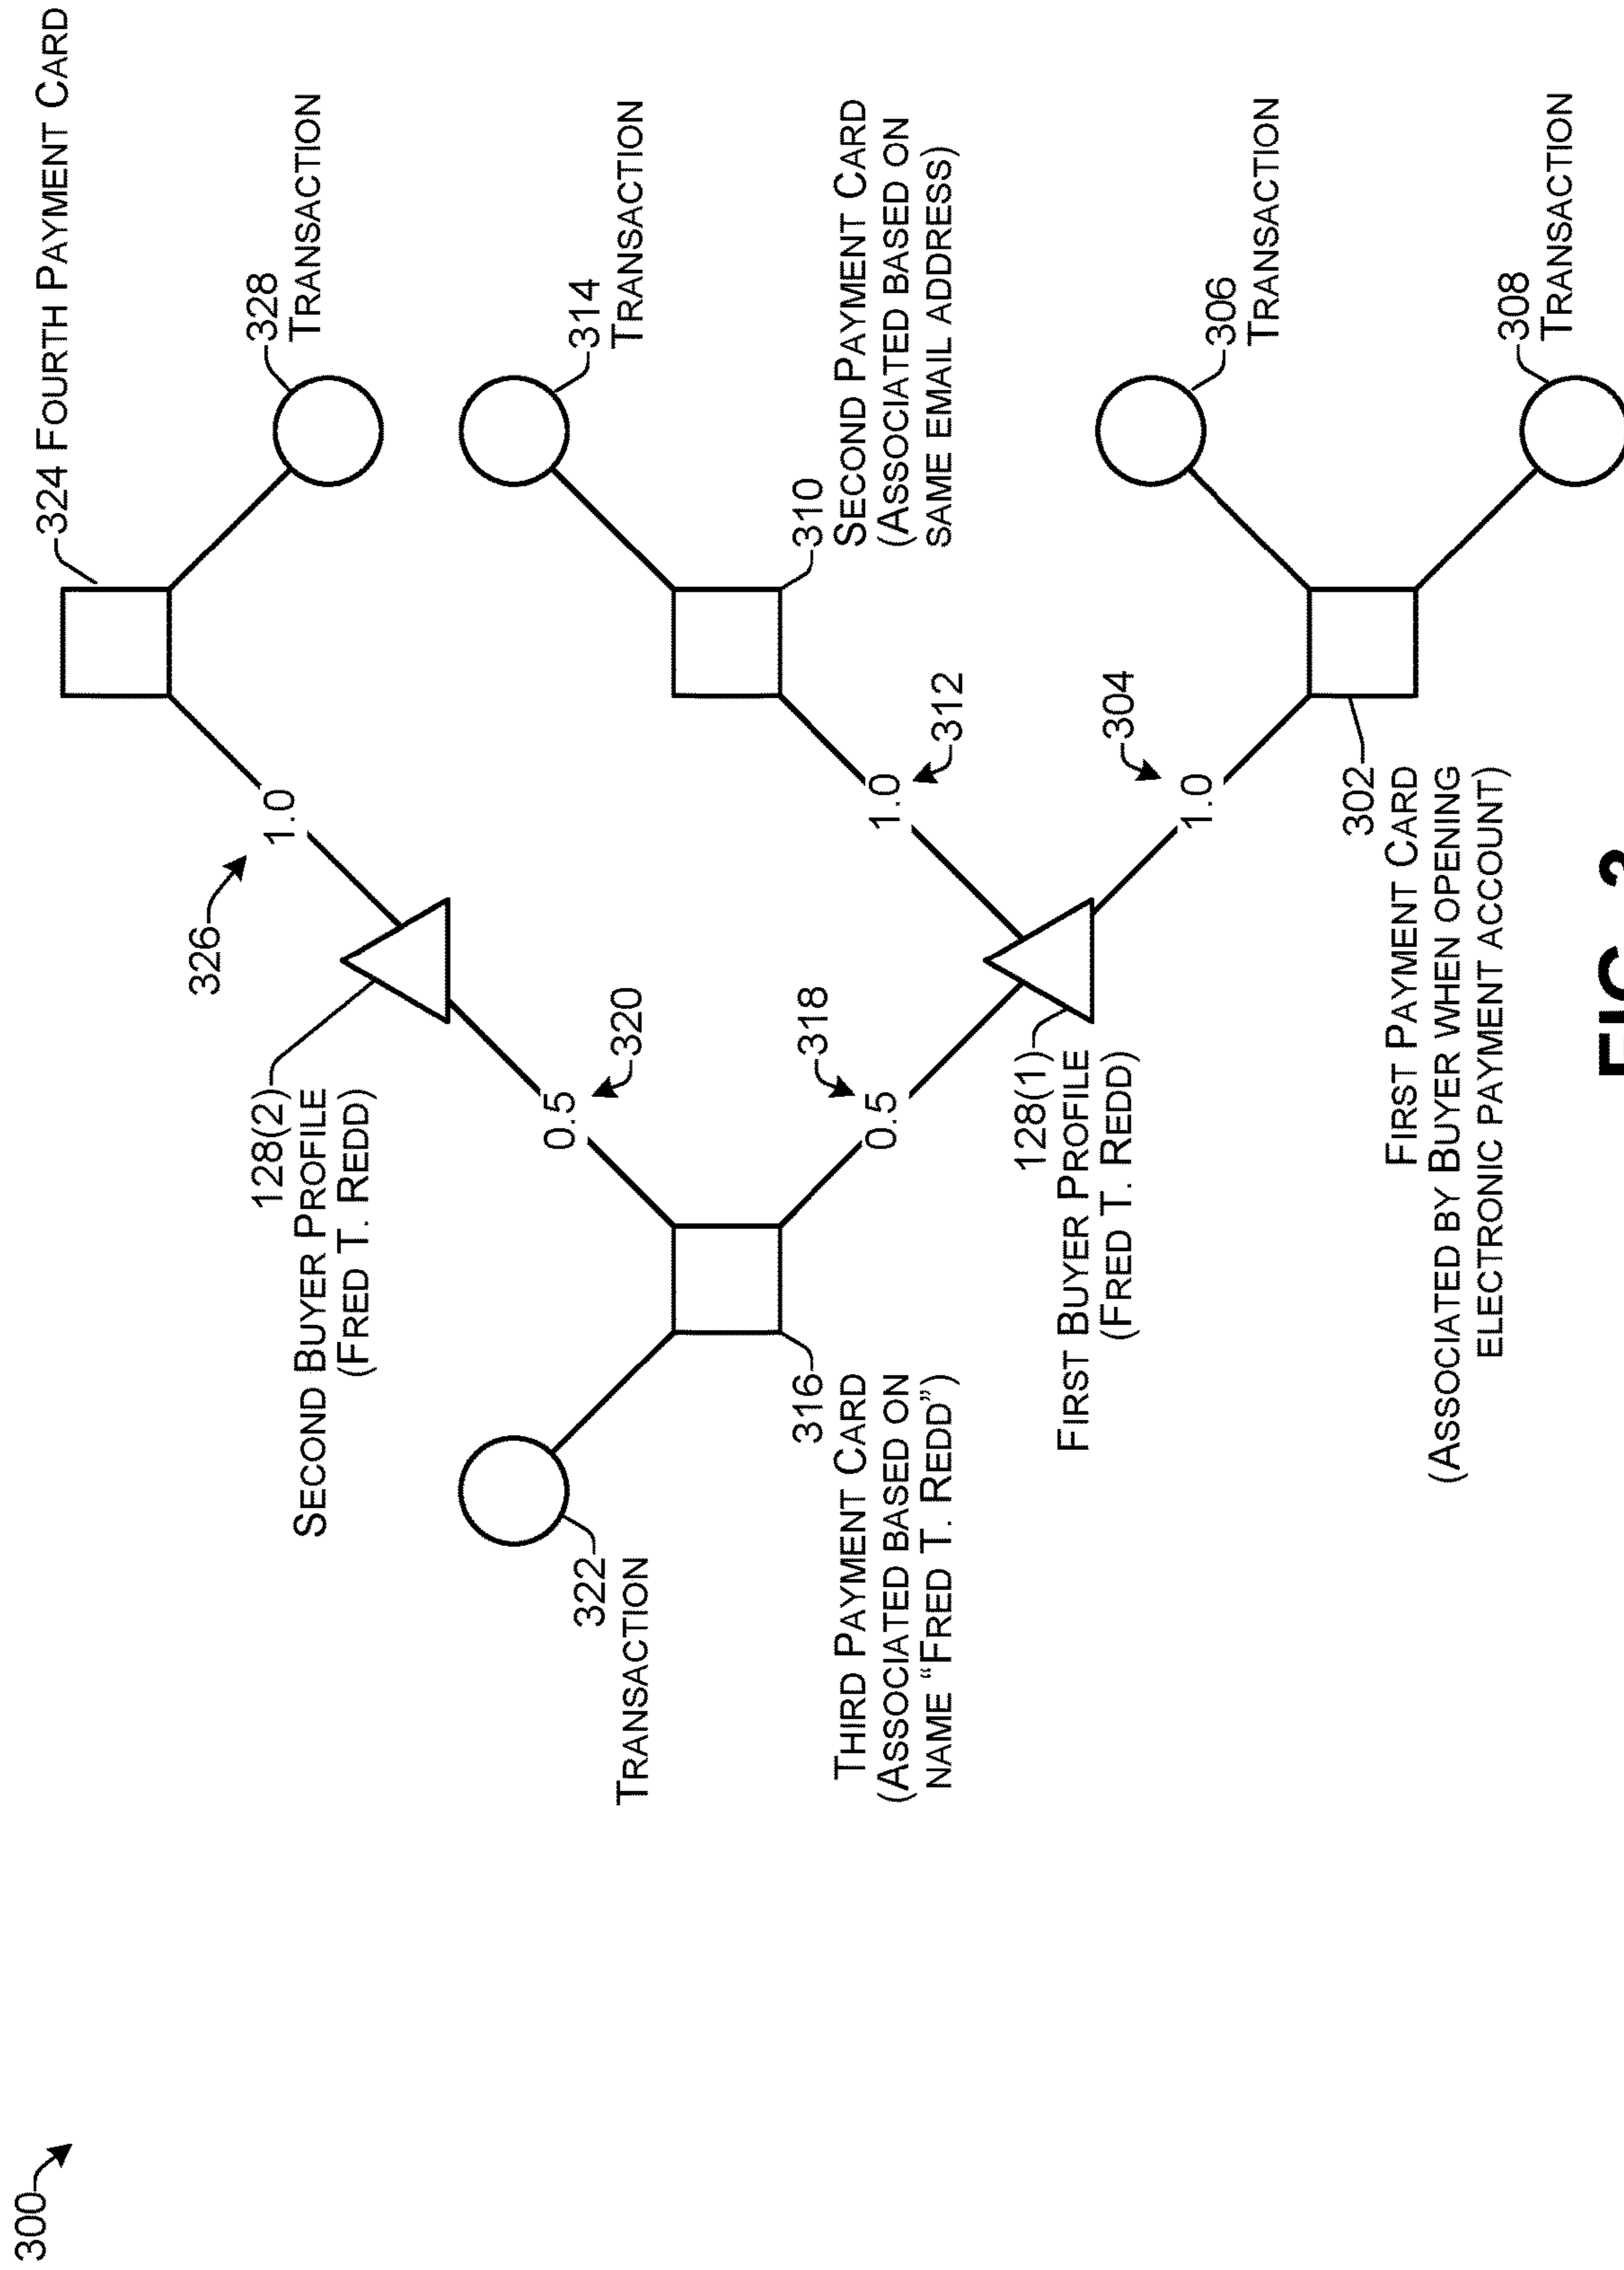 300
324 FOURTH PAYMENT CARD
326
1.0
328
TRANSACTION
128(2)
SECOND BUYER PROFILE
(FRED T. REDD)
0.5
320
314
TRANSACTION
322
TRANSACTION
310
SECOND PAYMENT CARD
(ASSOCIATED BASED ON
SAME EMAIL ADDRESS)
316
THIRD PAYMENT CARD
(ASSOCIATED BASED ON
NAME “FRED T. REDD”)
318
0.5
1.0
312
128(1)
FIRST BUYER PROFILE
(FRED T. REDD)
304
1.0
306
TRANSACTION
302
FIRST PAYMENT CARD
(ASSOCIATED BY BUYER WHEN OPENING
ELECTRONIC PAYMENT ACCOUNT)
308
TRANSACTION